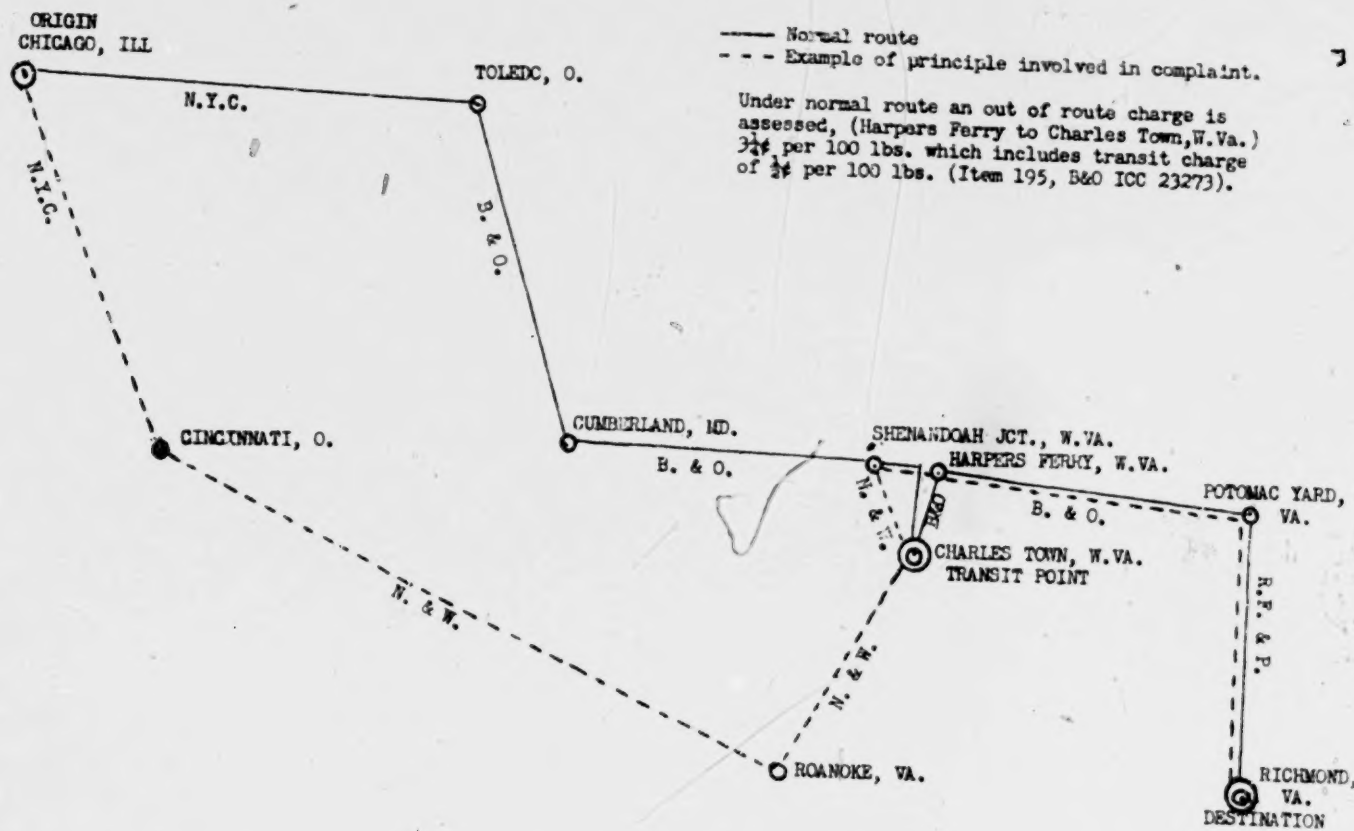 ORIGIN
CHICAGO, ILL
N.Y.C.
TOLEDO, O.
——— Normal route
- - - Example of principle involved in complaint.
Under normal route an out of route charge is
assessed, (Harpers Ferry to Charles Town,W.Va.)
3¼¢ per 100 lbs. which includes transit charge
of ½¢ per 100 lbs. (Item 195, B&O ICC 23273).
N.Y.C.
B. & O.
CINCINNATI, O.
CUMBERLAND, MD.
B. & O.
SHENANDOAH JCT., W.VA.
HARPERS FERRY, W.VA.
N. & W.
B&O
B. & O.
POTOMAC YARD,
VA.
CHARLES TOWN, W.VA.
TRANSIT POINT
N. & W.
N. & W.
R.F. & P.
ROANOKE, VA.
RICHMOND,
VA.
DESTINATION